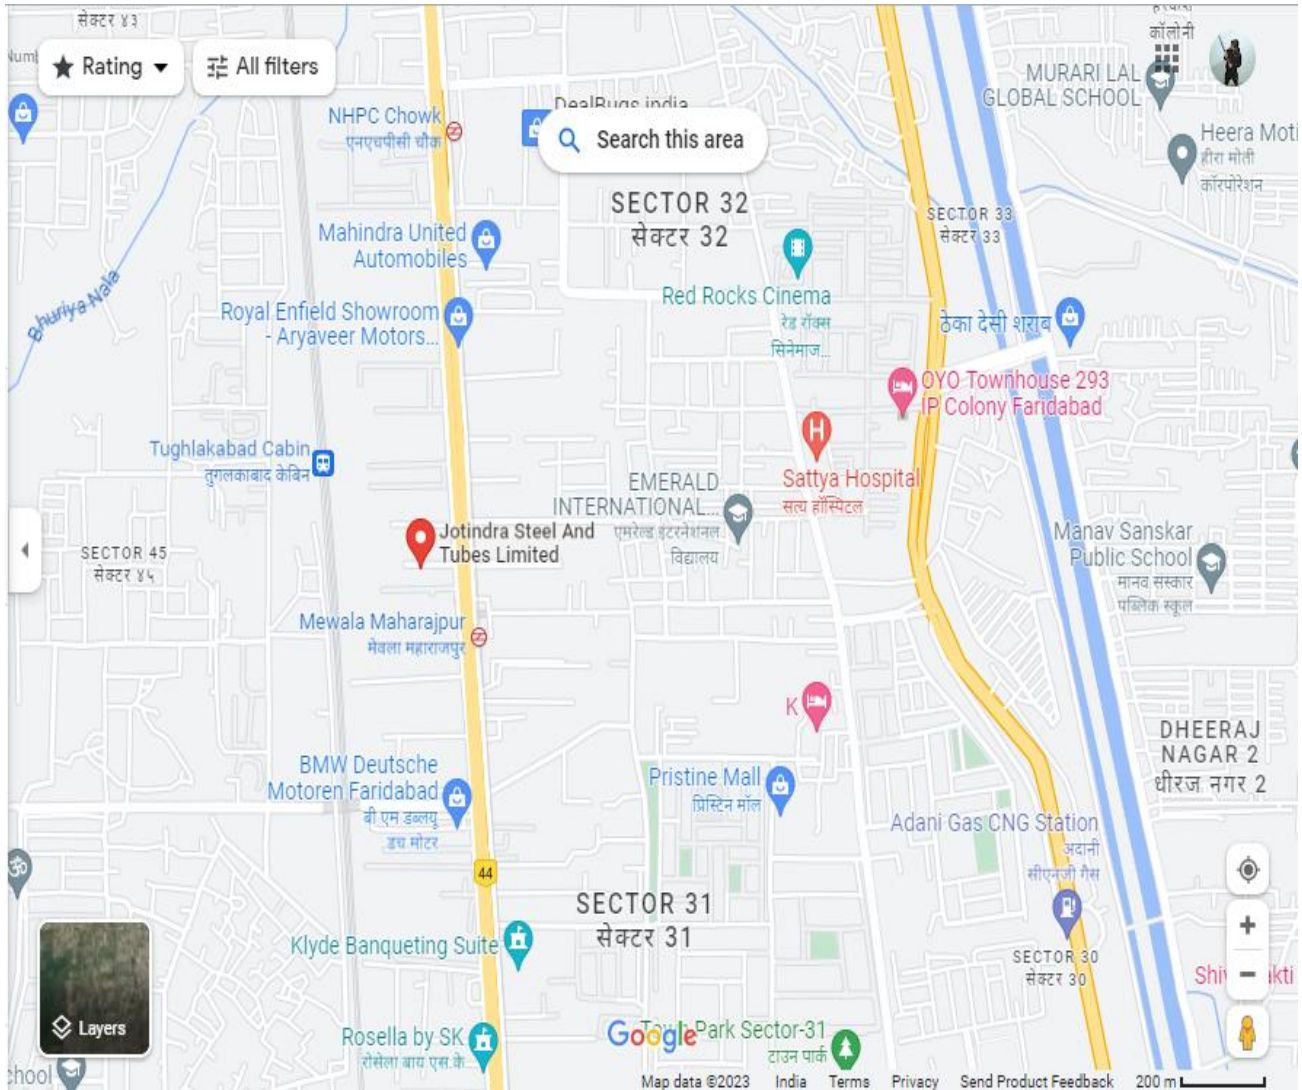 सेक्टर ४३
Rating
All filters
NHPC Chowk
एनएचपीसी चौक
DealBugs india
Search this area
कॉलोनी
MURARI LAL
GLOBAL SCHOOL
Heera Moti
हीरा मोती
कॉरपोरेशन
SECTOR 32
सेक्टर 32
SECTOR 33
सेक्टर 33
Mahindra United
Automobiles
Bhuriya Nala
Royal Enfield Showroom
- Aryaveer Motors...
Red Rocks Cinema
रेड रॉक्स
सिनेमाज...
ठेका देसी शराब
OYO Townhouse 293
IP Colony Faridabad
Tughlakabad Cabin
तुगलकाबाद केबिन
Sattya Hospital
सत्य हॉस्पिटल
EMERALD
INTERNATIONAL...
एमरेल्ड इंटरनेशनल
विद्यालय
Jotindra Steel And
Tubes Limited
SECTOR 45
सेक्टर ४५
Manav Sanskar
Public School
मानव संस्कार
पब्लिक स्कूल
Mewala Maharajpur
मेवला महाराजपुर
K
DHEERAJ
NAGAR 2
धीरज नगर 2
BMW Deutsche
Motoren Faridabad
बी एम डब्लयू
डच मोटर
Pristine Mall
प्रिस्टिन मॉल
Adani Gas CNG Station
अदानी
सीएनजी गैस
44
SECTOR 31
सेक्टर 31
Klyde Banqueting Suite
SECTOR 30
सेक्टर 30
Layers
Rosella by SK
रोसेला बाय एस.के.
Google
Park Sector-31
टाउन पार्क
Map data ©2023 India Terms Privacy Send Product Feedback 200 m